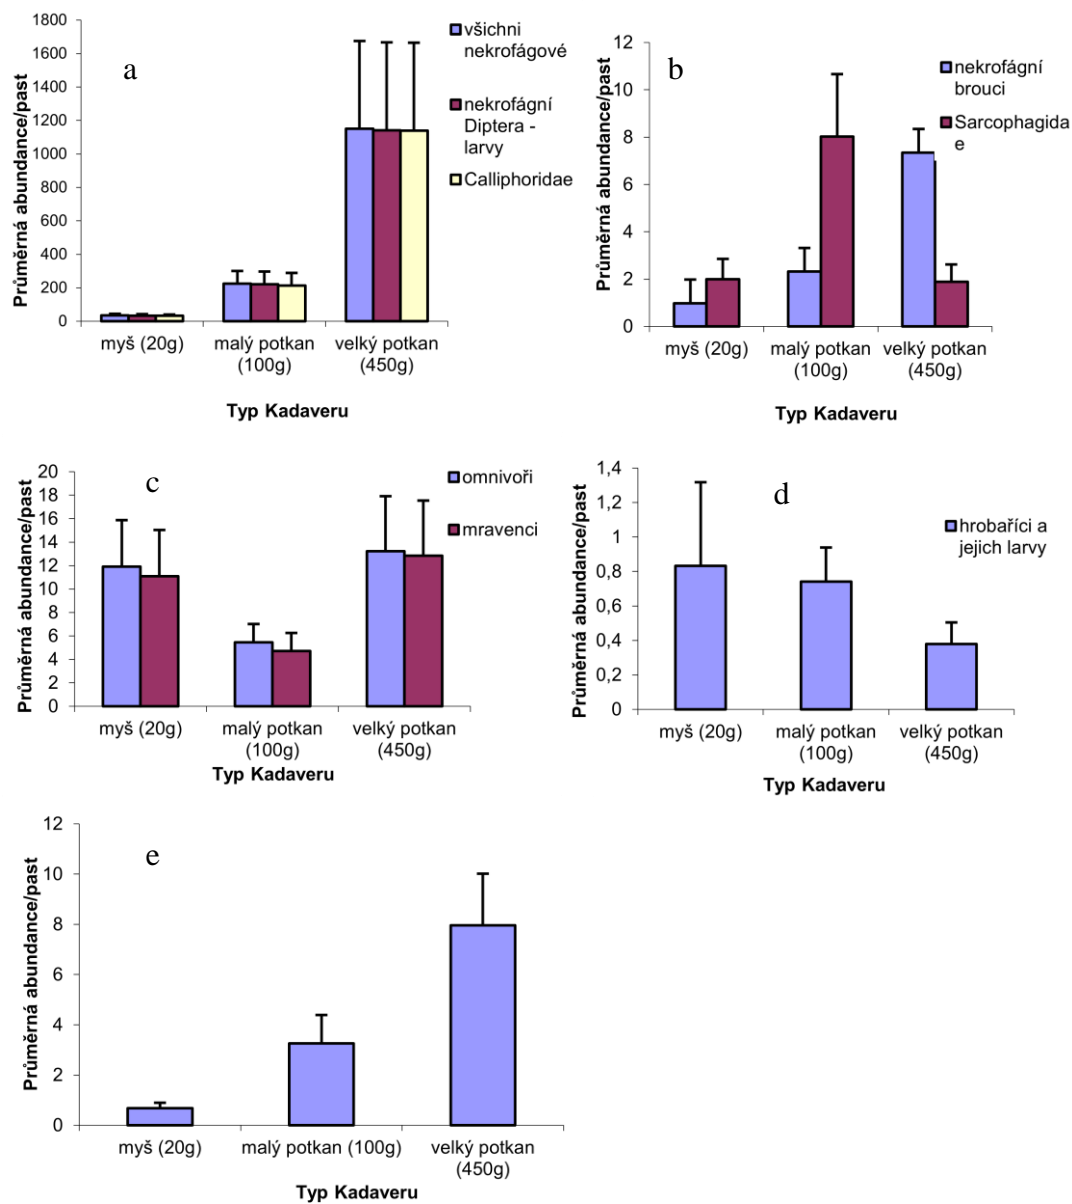 a
Průměrná abundance/past
1800
1600
1400
1200
1000
800
600
400
200
0
všichni
nekrofágové
nekrofágní
Diptera -
larvy
Calliphoridae
myš (20g)
malý potkan
(100g)
velký potkan
(450g)
Typ Kadaveru
b
Průměrná abundance/past
12
10
8
6
4
2
0
nekrofágní
brouci
Sarcophagida
e
myš (20g)
malý potkan
(100g)
velký potkan
(450g)
Typ Kadaveru
c
Průměrná abundance/past
20
18
16
14
12
10
8
6
4
2
0
omnivoři
mravenci
myš (20g)
malý potkan
(100g)
velký potkan
(450g)
Typ Kadaveru
d
Průměrná abundance/past
1,4
1,2
1
0,8
0,6
0,4
0,2
0
hrobaříci a
jejich larvy
myš (20g)
malý potkan
(100g)
velký potkan
(450g)
Typ Kadaveru
e
Průměrná abundance/past
12
10
8
6
4
2
0
myš (20g)
malý potkan (100g)
velký potkan
(450g)
Typ Kadaveru